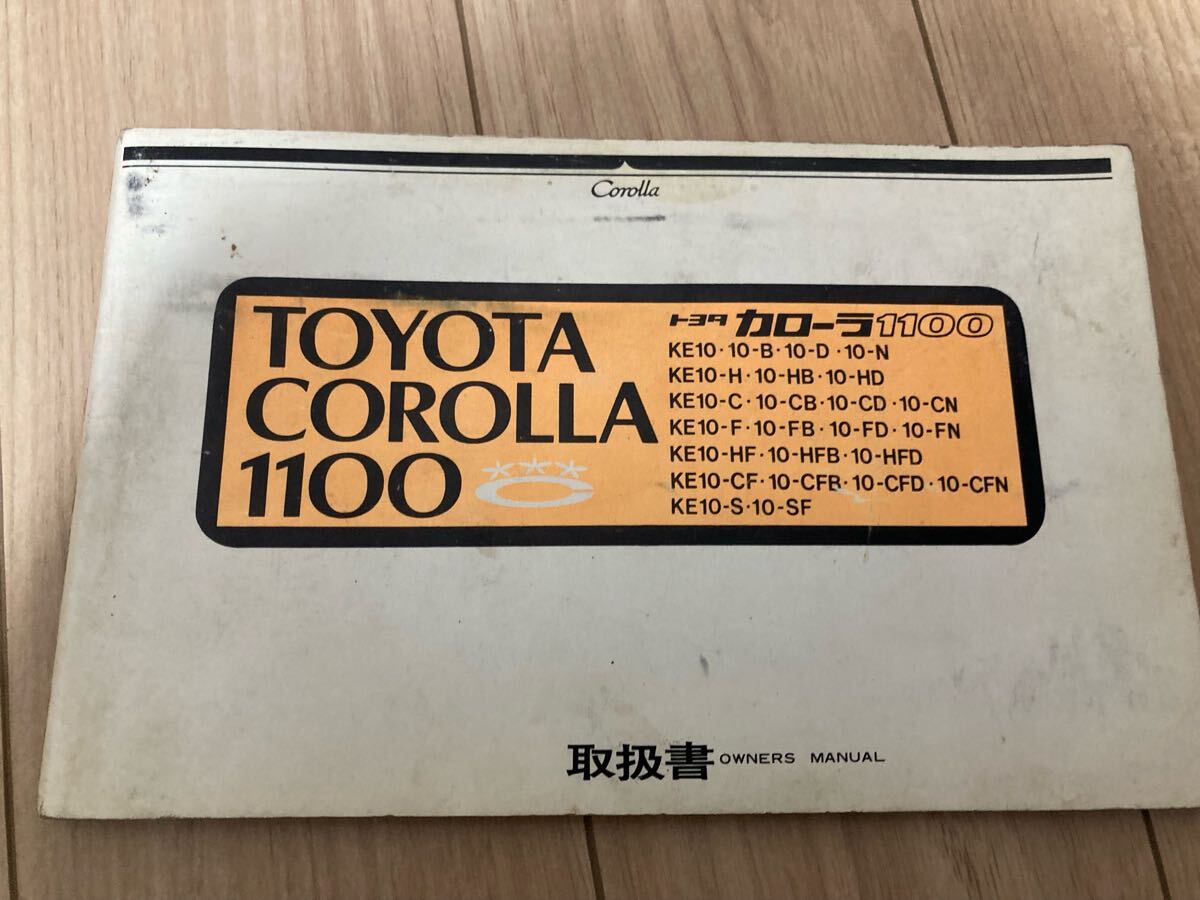 Corolla
TOYOTA
COROLLA
1100
トヨタ カローラ1100
KE10・10-B・10-D・10-N
KE10-H・10-HB・10-HD
KE10-C・10-CB・10-CD・10-CN
KE10-F・10-FB・10-FD・10-FN
KE10-HF・10-HFB・10-HFD
KE10-CF・10-CFB・10-CFD・10-CFN
KE10-S・10-SF
取扱書 OWNERS MANUAL